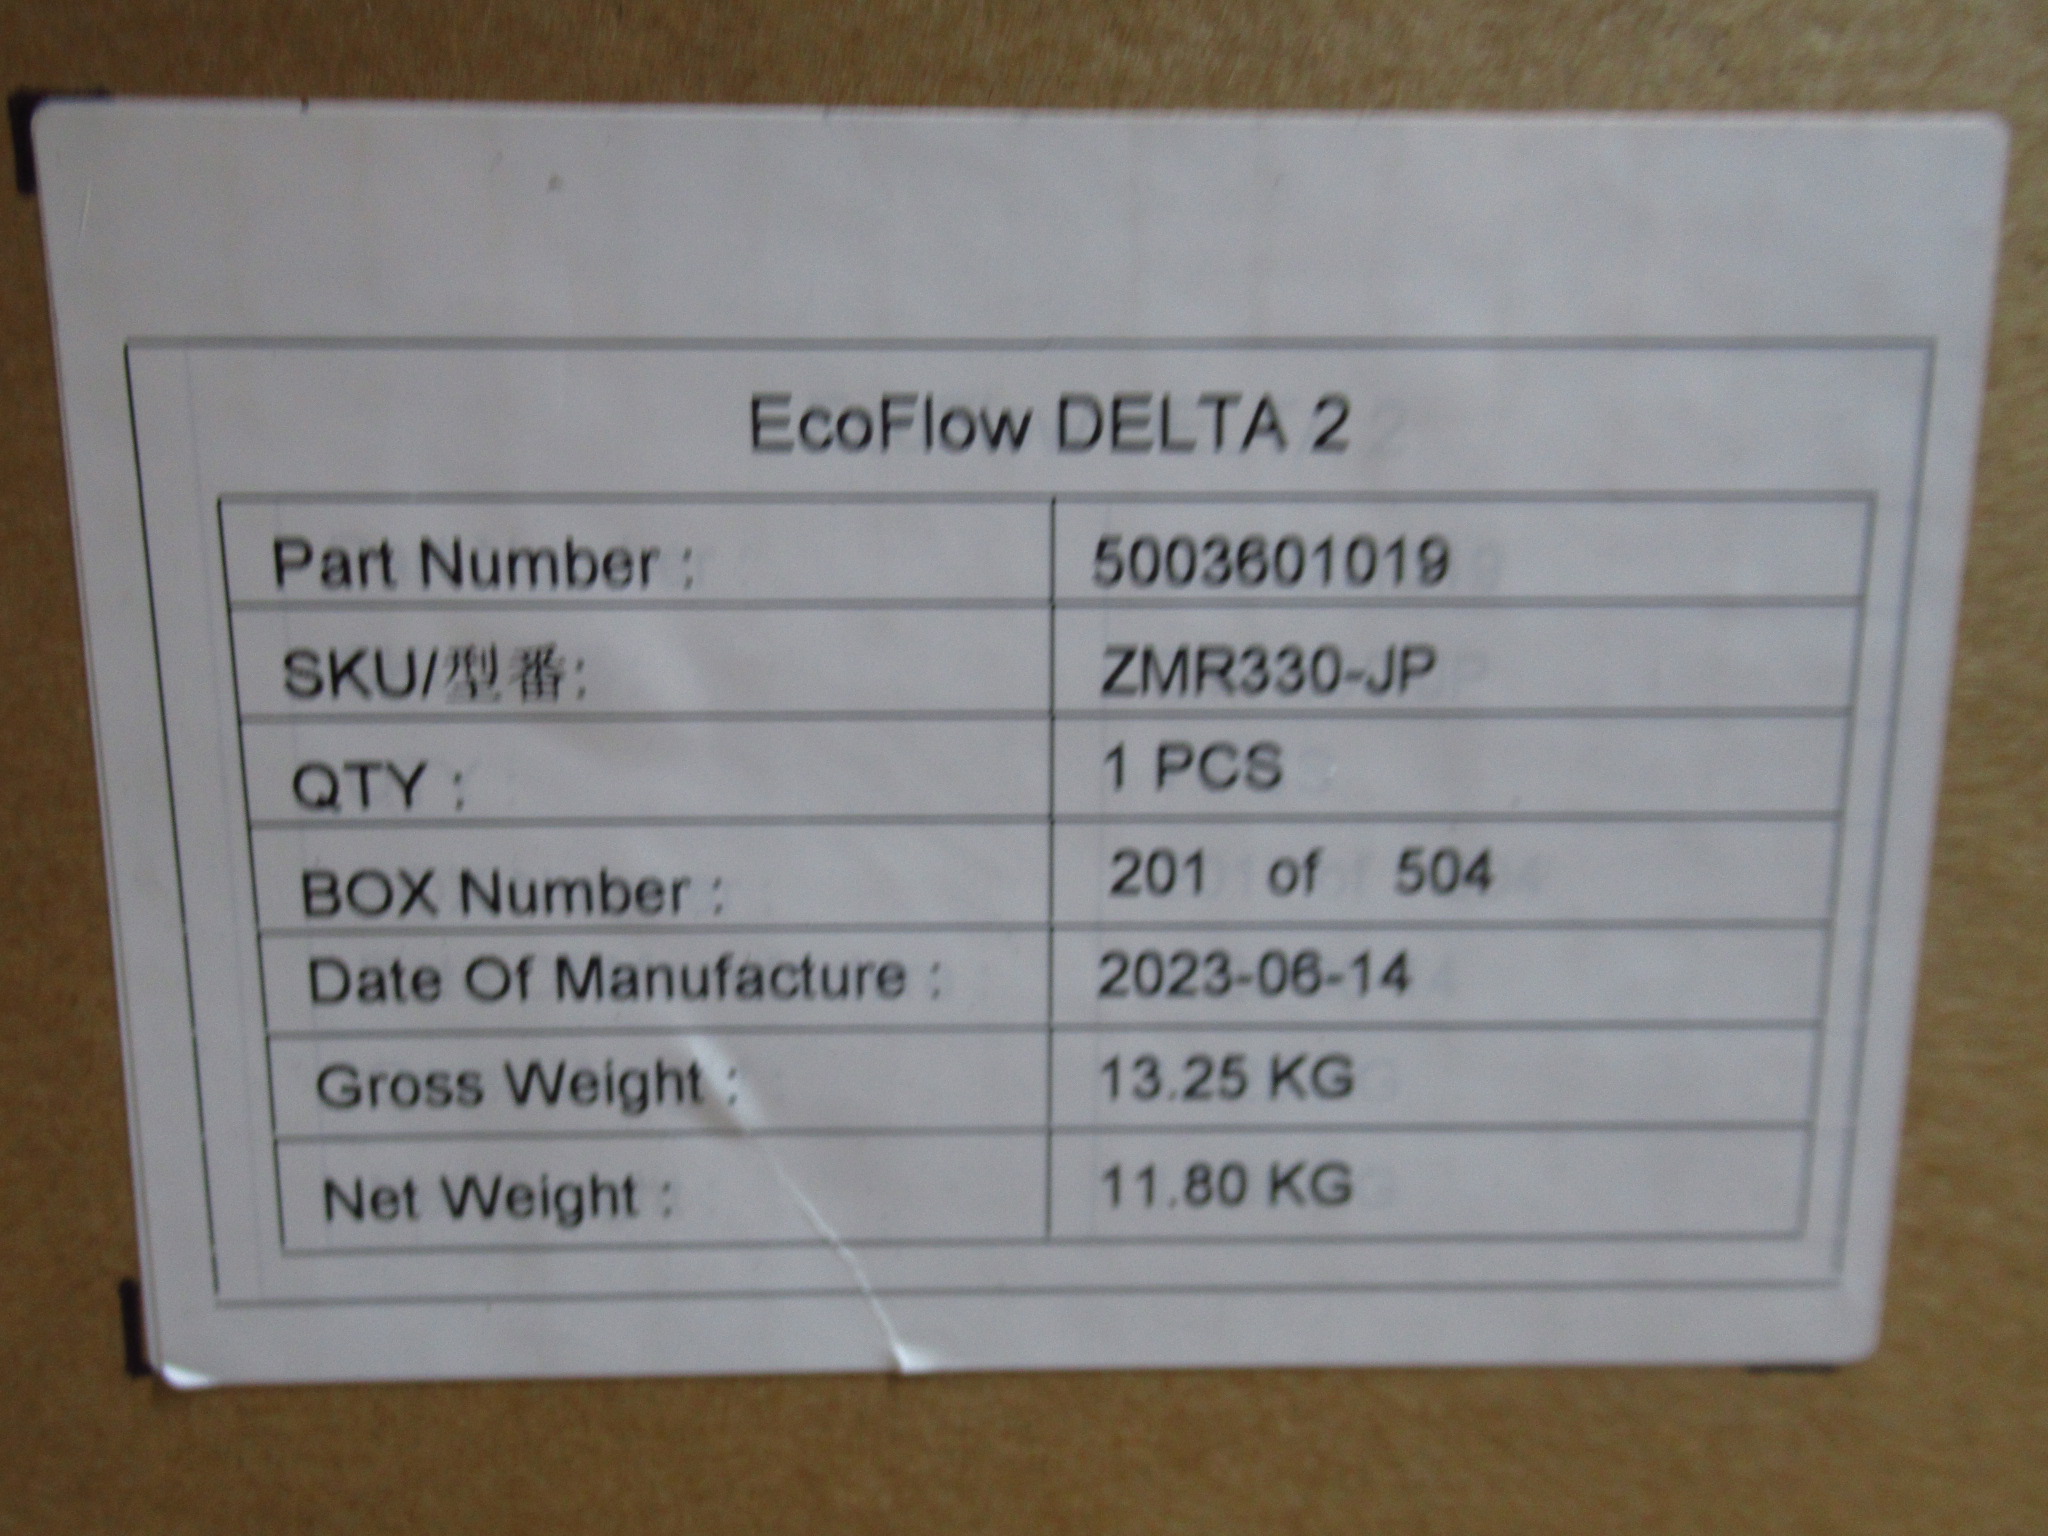 EcoFlow DELTA 2
Part Number : 5003601019
SKU/型番: ZMR330-JP
QTY : 1 PCS
BOX Number : 201 of 504
Date Of Manufacture : 2023-06-14
Gross Weight : 13.25 KG
Net Weight : 11.80 KG